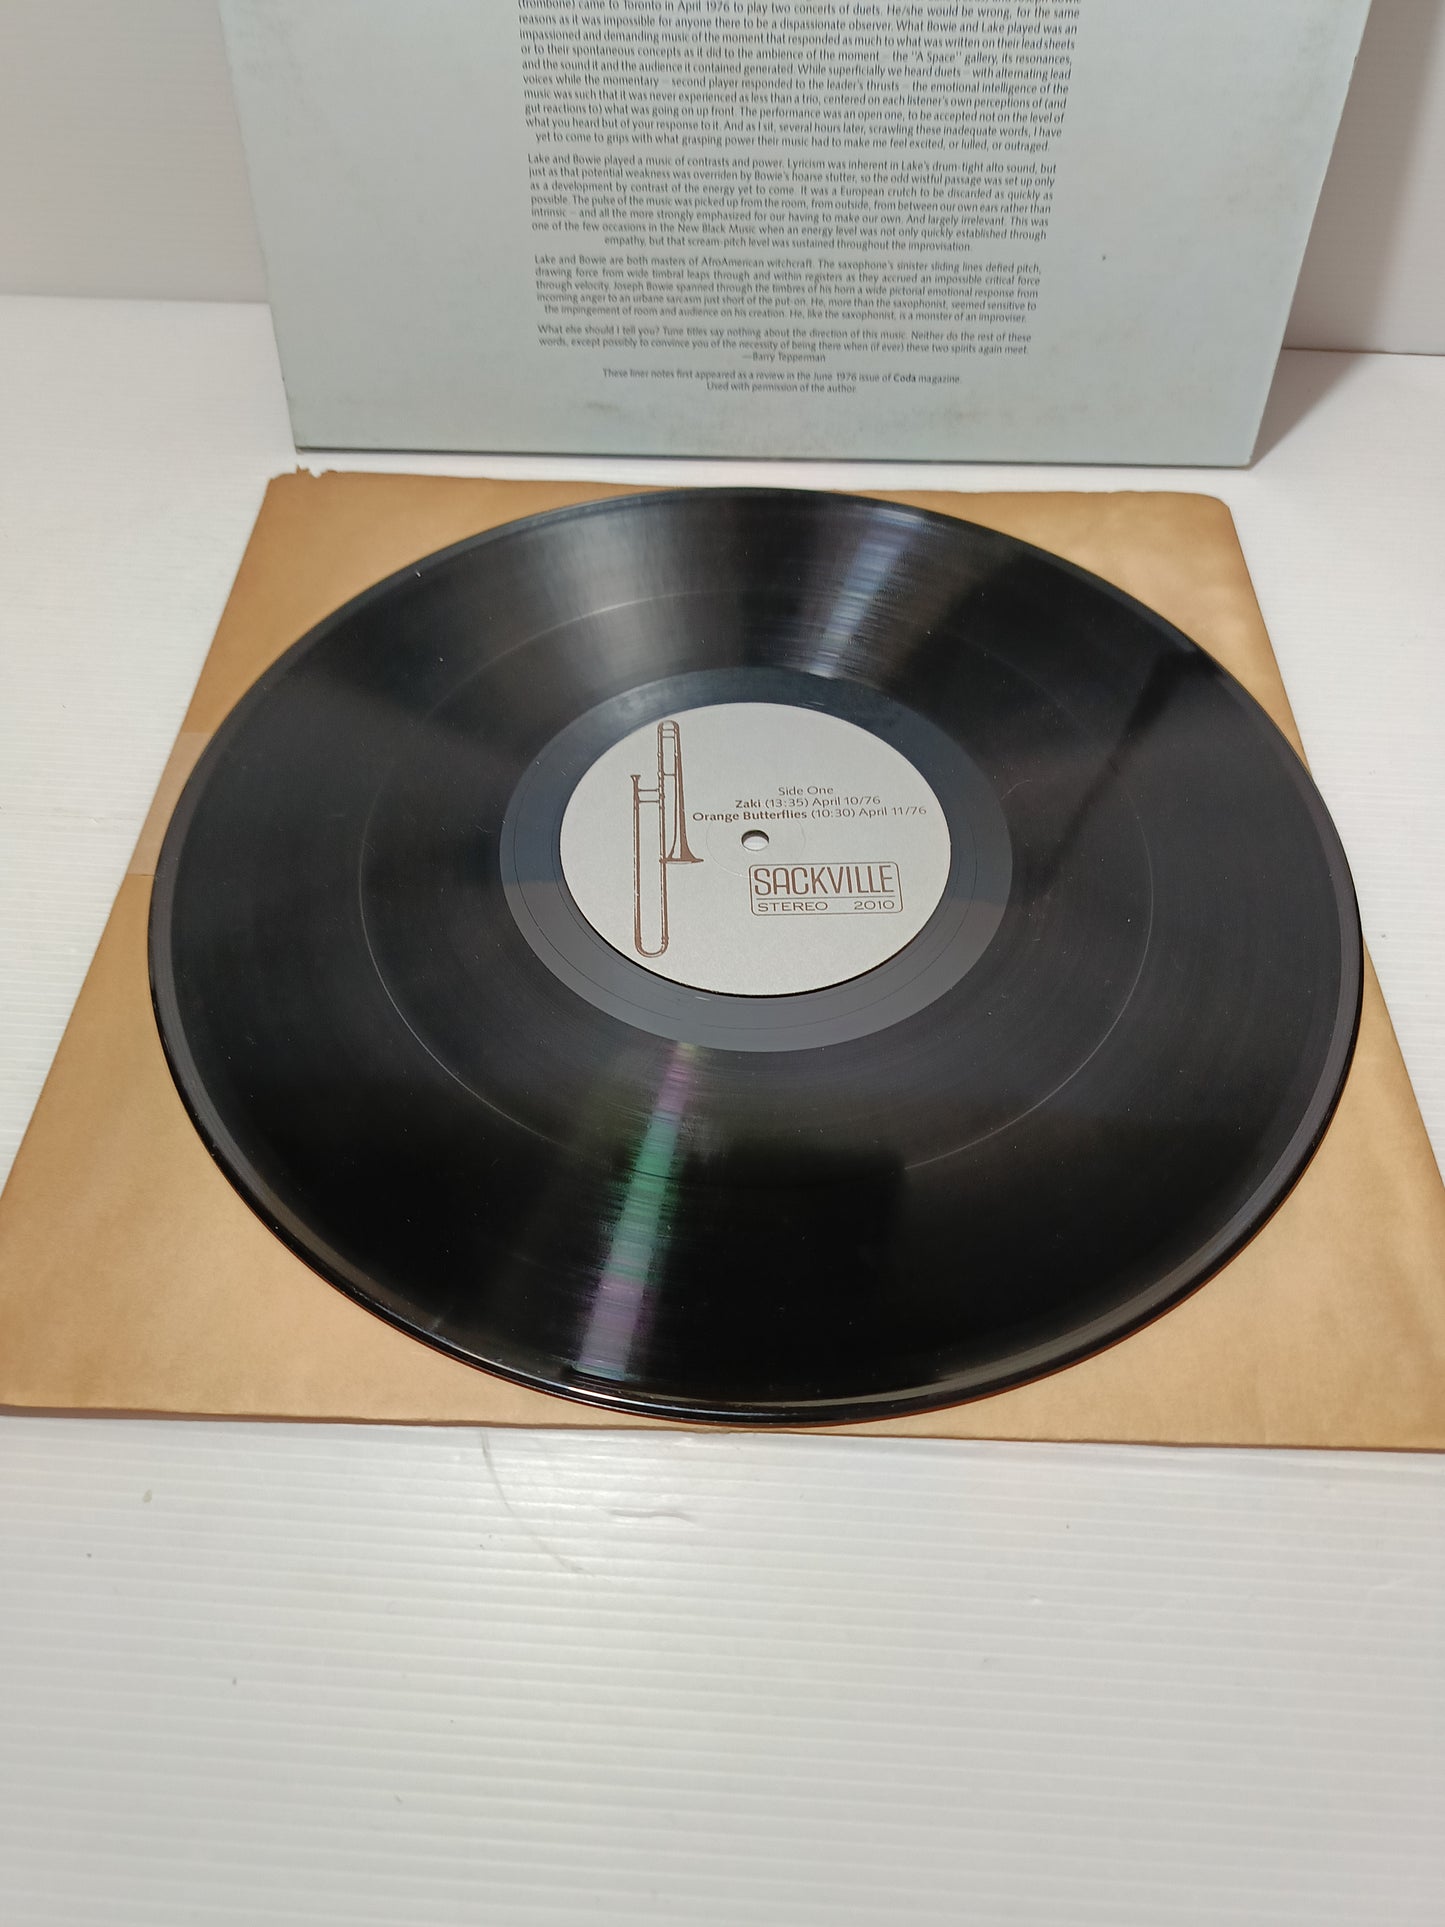 (trombone) came to Toronto in April 1976 to play two concerts of duets. He/she would be wrong, for the same
reasons as it was impossible for anyone there to be a dispassionate observer. What Bowie and Lake played was an
impassioned and demanding music of the moment that responded as much to what was written on their lead sheets
or to their spontaneous concepts as it did to the ambience of the moment — the "A Space" gallery, its resonances,
and the sound it and the audience it contained generated. While superficially we heard duets — with alternating lead
voices while the momentary — second player responded to the leader's thrusts — the emotional intelligence of the
music was such that it was never experienced as less than a trio, centered on each listener's own perceptions of (and
gut reactions to) what was going on up front. The performance was an open one, to be accepted not on the level of
what you heard but of your response to it. And as I sit, several hours later, scrawling these inadequate words, I have
yet to come to grips with what grasping power their music had to make me feel excited, or lulled, or outraged.
Lake and Bowie played a music of contrasts and power. Lyricism was inherent in Lake's drum-tight alto sound, but
just as that potential weakness was overriden by Bowie's hoarse stutter, so the odd wistful passage was set up only
as a development by contrast of the energy yet to come. It was a European crutch to be discarded as quickly as
possible. The pulse of the music was picked up from the room, from outside, from between our own ears rather than
intrinsic — and all the more strongly emphasized for our having to make our own. And largely irrelevant. This was
one of the few occasions in the New Black Music when an energy level was not only quickly established through
empathy, but that scream-pitch level was sustained throughout the improvisation.
Lake and Bowie are both masters of AfroAmerican witchcraft. The saxophone's sinister sliding lines defied pitch,
drawing force from wide timbral leaps through and within registers as they accrued an impossible critical force
through velocity. Joseph Bowie spanned through the timbres of his horn a wide pictorial emotional response from
incoming anger to an urbane sarcasm just short of the put-on. He, more than the saxophonist, seemed sensitive to
the impingement of room and audience on his creation. He, like the saxophonist, is a monster of an improviser.
What else should I tell you? Tune titles say nothing about the direction of this music. Neither do the rest of these
words, except possibly to convince you of the necessity of being there when (if ever) these two spirits again meet.
—Barry Tepperman
These liner notes first appeared as a review in the June 1976 issue of Coda magazine.
Used with permission of the author.
Side One
Zaki (13:35) April 10/76
Orange Butterflies (10:30) April 11/76
SACKVILLE
STEREO 2010